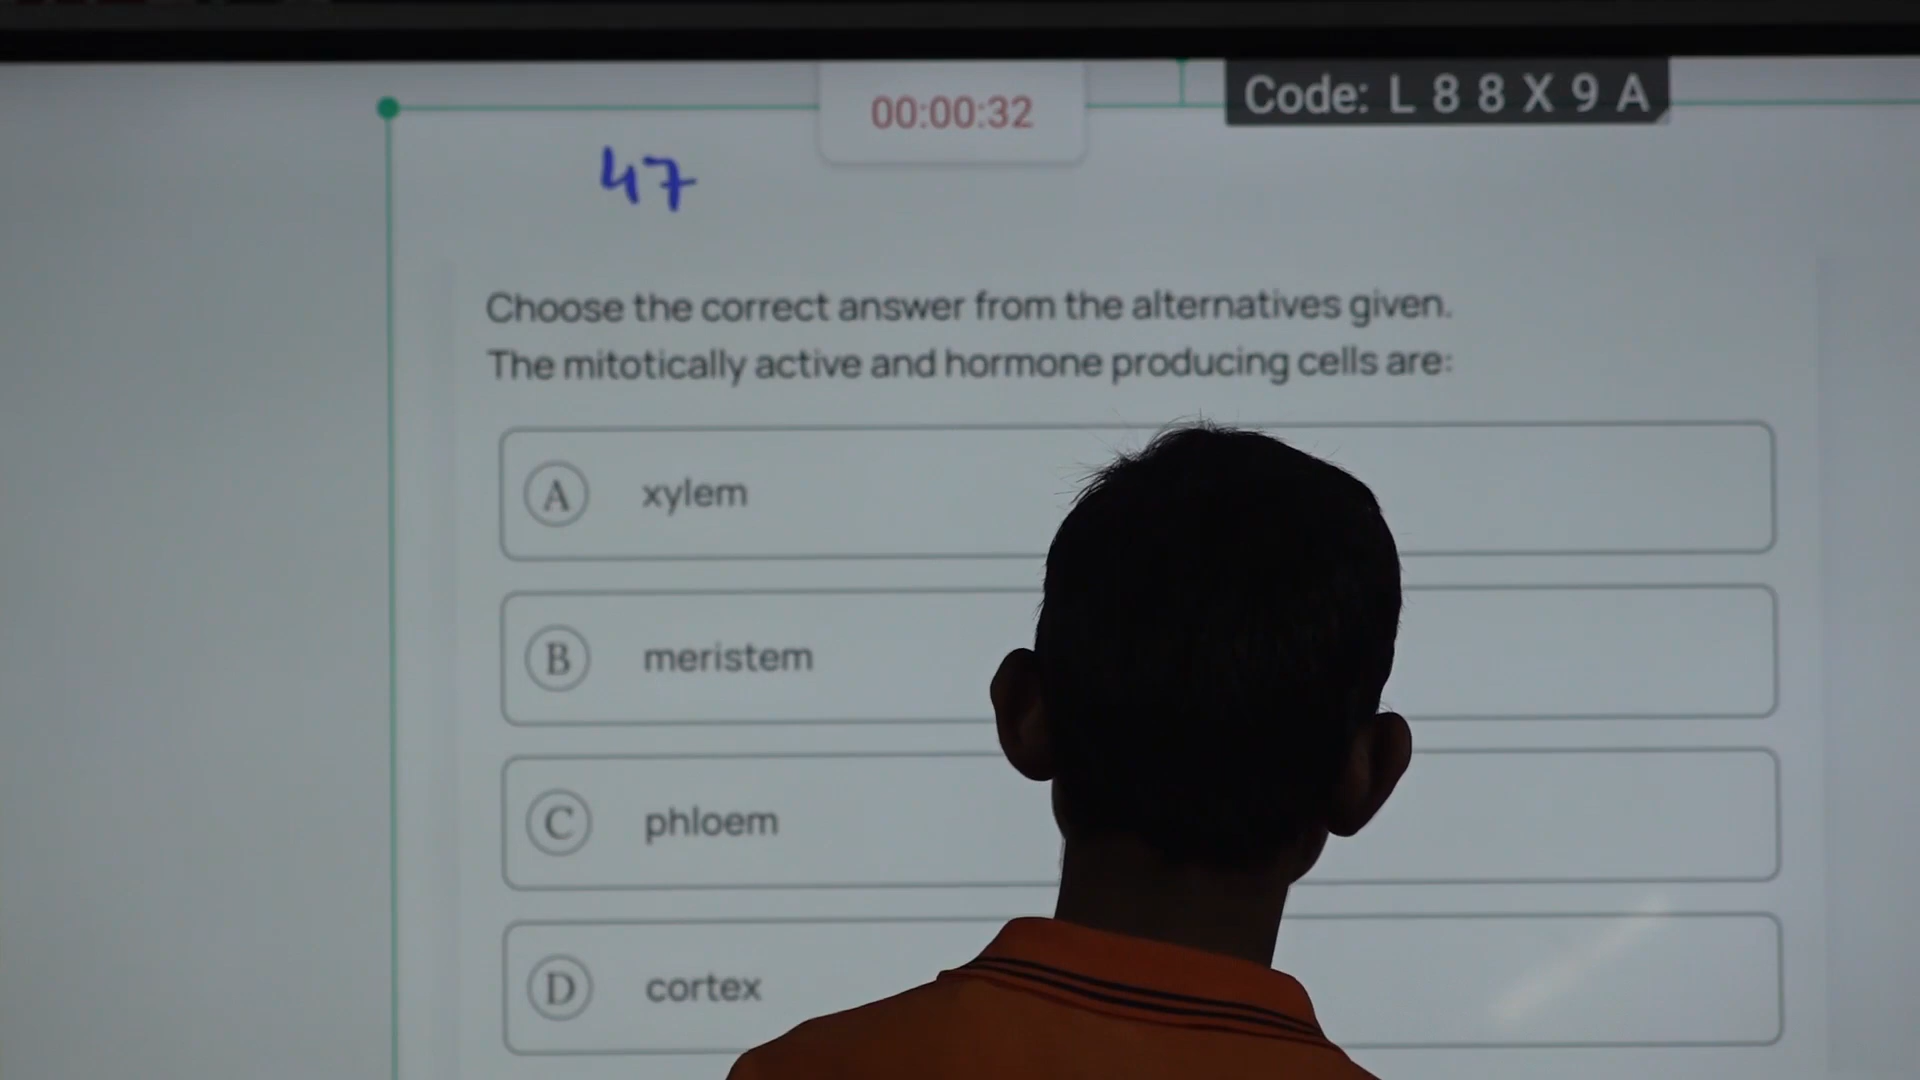 00:00:32
Code: L 8 8 X 9 A
47
Choose the correct answer from the alternatives given.
The mitotically active and hormone producing cells are:
A xylem
B meristem
C phloem
D cortex